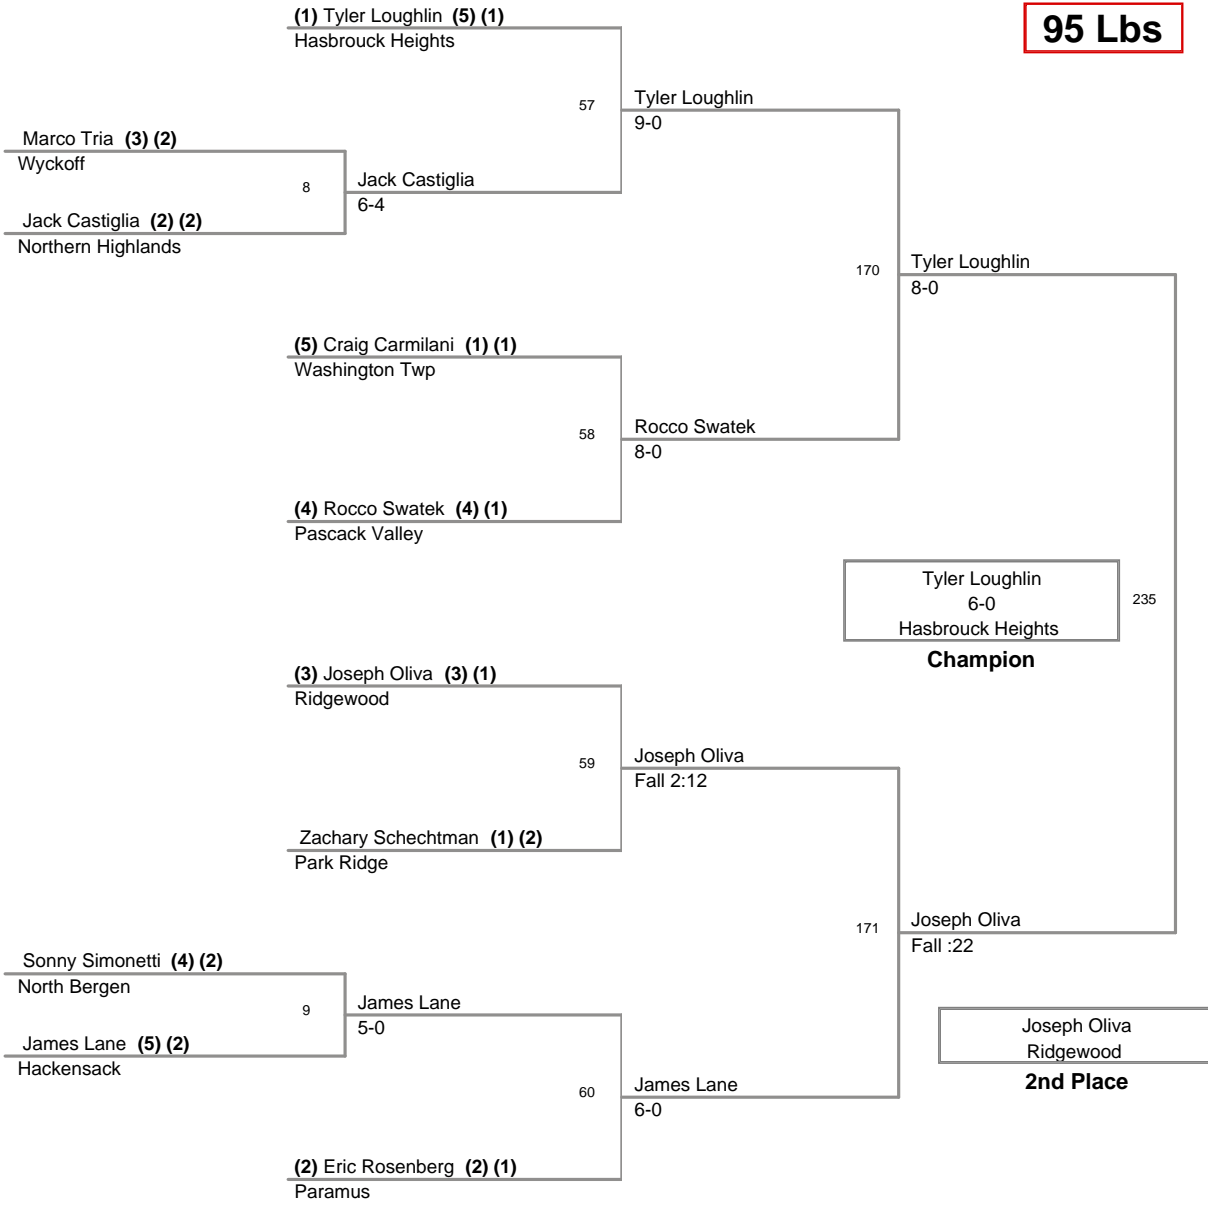 95 Lbs
(1) Tyler Loughlin (5) (1)
Hasbrouck Heights
57
Tyler Loughlin
9-0
Marco Tria (3) (2)
Wyckoff
8
Jack Castiglia
6-4
Jack Castiglia (2) (2)
Northern Highlands
170
Tyler Loughlin
8-0
(5) Craig Carmilani (1) (1)
Washington Twp
58
Rocco Swatek
8-0
(4) Rocco Swatek (4) (1)
Pascack Valley
Tyler Loughlin
6-0
Hasbrouck Heights
Champion
235
(3) Joseph Oliva (3) (1)
Ridgewood
59
Joseph Oliva
Fall 2:12
Zachary Schechtman (1) (2)
Park Ridge
171
Joseph Oliva
Fall :22
Sonny Simonetti (4) (2)
North Bergen
9
James Lane
5-0
James Lane (5) (2)
Hackensack
Joseph Oliva
Ridgewood
2nd Place
60
James Lane
6-0
(2) Eric Rosenberg (2) (1)
Paramus